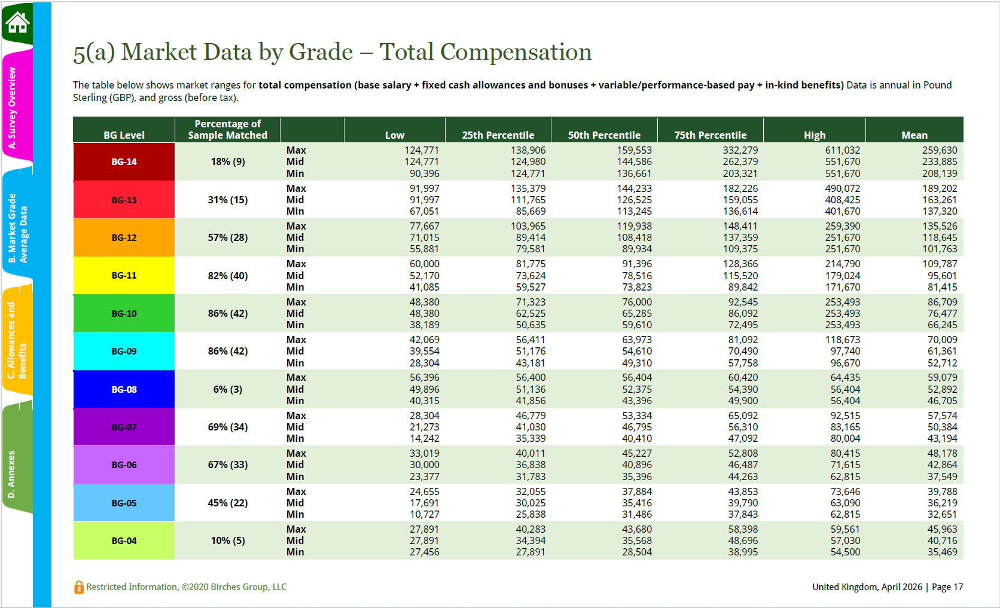 A. Survey Overview
B. Market Grade
Average Data
C. Allowances and
Benefits
D. Annexes
5(a) Market Data by Grade – Total Compensation
The table below shows market ranges for total compensation (base salary + fixed cash allowances and bonuses + variable/performance-based pay + in-kind benefits) Data is annual in Pound
Sterling (GBP), and gross (before tax).
BG Level Percentage of Sample Matched Low 25th Percentile 50th Percentile 75th Percentile High Mean
Max 124,771 138,906 159,553 332,279 611,032 259,630
BG-14 18% (9) Mid 124,771 124,980 144,586 262,379 551,670 233,885
Min 90,396 124,771 136,661 203,321 551,670 208,139
Max 91,997 135,379 144,233 182,226 490,072 189,202
BG-13 31% (15) Mid 91,997 111,765 126,525 159,055 408,425 163,261
Min 67,051 85,669 113,245 136,614 401,670 137,320
Max 77,667 103,965 119,938 148,411 259,390 135,526
BG-12 57% (28) Mid 71,015 89,414 108,418 137,359 251,670 118,645
Min 55,881 79,581 89,934 109,375 251,670 101,763
Max 60,000 81,775 91,396 128,366 214,790 109,787
BG-11 82% (40) Mid 52,170 73,624 78,516 115,520 179,024 95,601
Min 41,085 59,527 73,823 89,842 171,670 81,415
Max 48,380 71,323 76,000 92,545 253,493 86,709
BG-10 86% (42) Mid 48,380 62,525 65,285 86,092 253,493 76,477
Min 38,189 50,635 59,610 72,495 253,493 66,245
Max 42,069 56,411 63,973 81,092 118,673 70,009
BG-09 86% (42) Mid 39,554 51,176 54,610 70,490 97,740 61,361
Min 28,304 43,181 49,310 57,758 96,670 52,712
Max 56,396 56,400 56,404 60,420 64,435 59,079
BG-08 6% (3) Mid 49,896 51,136 52,375 54,390 56,404 52,892
Min 40,315 41,856 43,396 49,900 56,404 46,705
Max 28,304 46,779 53,334 65,092 92,515 57,574
BG-07 69% (34) Mid 21,273 41,030 46,795 56,310 83,165 50,384
Min 14,242 35,339 40,410 47,092 80,004 43,194
Max 33,019 40,011 45,227 52,808 80,415 48,178
BG-06 67% (33) Mid 30,000 36,838 40,896 46,487 71,615 42,864
Min 23,377 31,783 35,396 44,263 62,815 37,549
Max 24,655 32,055 37,884 43,853 73,646 39,788
BG-05 45% (22) Mid 17,691 30,025 35,416 39,790 63,090 36,219
Min 10,727 25,838 31,486 37,843 62,815 32,651
Max 27,891 40,283 43,680 58,398 59,561 45,963
BG-04 10% (5) Mid 27,891 34,394 35,568 48,696 57,030 40,716
Min 27,456 27,891 28,504 38,995 54,500 35,469
2 Restricted Information, ©2020 Birches Group, LLC
United Kingdom, April 2026 | Page 17